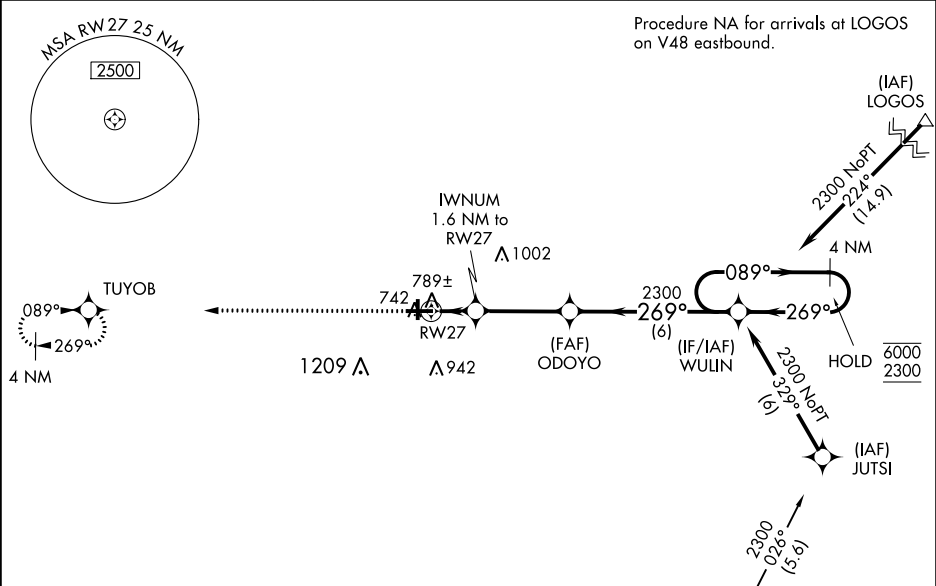 MSA RW27 25 NM
2500
Procedure NA for arrivals at LOGOS
on V48 eastbound.
(IAF)
LOGOS
2300 NoPT
224°
(14.9)
IWNUM
1.6 NM to
RW27
1002
4 NM
089°
TUYOB
089°
269°
4 NM
742
789±
RW27
2300
269°
(6)
269°
(FAF)
ODOYO
(IF/IAF)
WULIN
HOLD
6000
2300
1209
942
2300 NoPT
329°
(6)
(IAF)
JUTSI
2300
026°
(5.6)